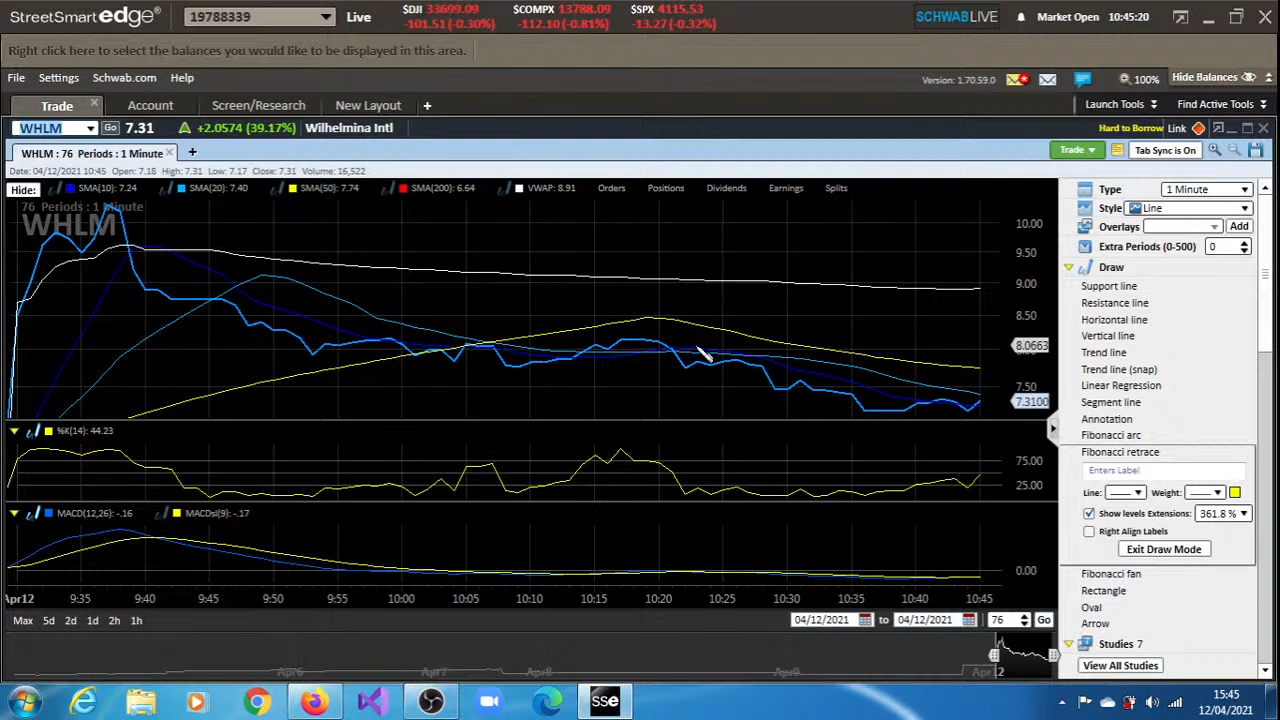 StreetSmart edge 19788339 Live $DJI 33699.09 -101.51 (-0.30%) $COMPX 13788.09 -112.10 (-0.81%) $SPX 4115.53 -13.27 (-0.32%) SCHWABLIVE Market Open 10:45:20
Right click here to select the balances you would like to be displayed in this area.
File Settings Schwab.com Help Version: 1.70.59.0 100% Hide Balances
Trade Account Screen/Research New Layout + Launch Tools Find Active Tools
WHLM Go 7.31 +2.0574 (39.17%) Wilhelmina Intl Hard to Borrow Link
WHLM : 76 Periods : 1 Minute + Trade Tab Sync is On
Date: 04/12/2021 10:45 Open: 7.18 High: 7.31 Low: 7.17 Close: 7.31 Volume: 16,522
Hide: SMA(10): 7.24 SMA(20): 7.40 SMA(50): 7.74 SMA(200): 6.64 VWAP: 8.91 Orders Positions Dividends Earnings Splits
76 Periods : 1 Minute
WHLM
10.00
9.50
9.00
8.50
8.0663
7.50
7.3100
%K(14): 44.23
75.00
25.00
MACD(12,26): -.16 MACDsl(9): -.17
0.00
Apr12 9:35 9:40 9:45 9:50 9:55 10:00 10:05 10:10 10:15 10:20 10:25 10:30 10:35 10:40 10:45
Max 5d 2d 1d 2h 1h 04/12/2021 to 04/12/2021 76 Go
Apr7 Apr8 Apr9
Type 1 Minute
Style Line
Overlays Add
Extra Periods (0-500) 0
Draw
Support line
Resistance line
Horizontal line
Vertical line
Trend line
Trend line (snap)
Linear Regression
Segment line
Annotation
Fibonacci arc
Fibonacci retrace
Enters Label
Line: Weight:
Show levels Extensions: 361.8 %
Right Align Labels
Exit Draw Mode
Fibonacci fan
Rectangle
Oval
Arrow
Studies 7
View All Studies
SSe
15:45
12/04/2021